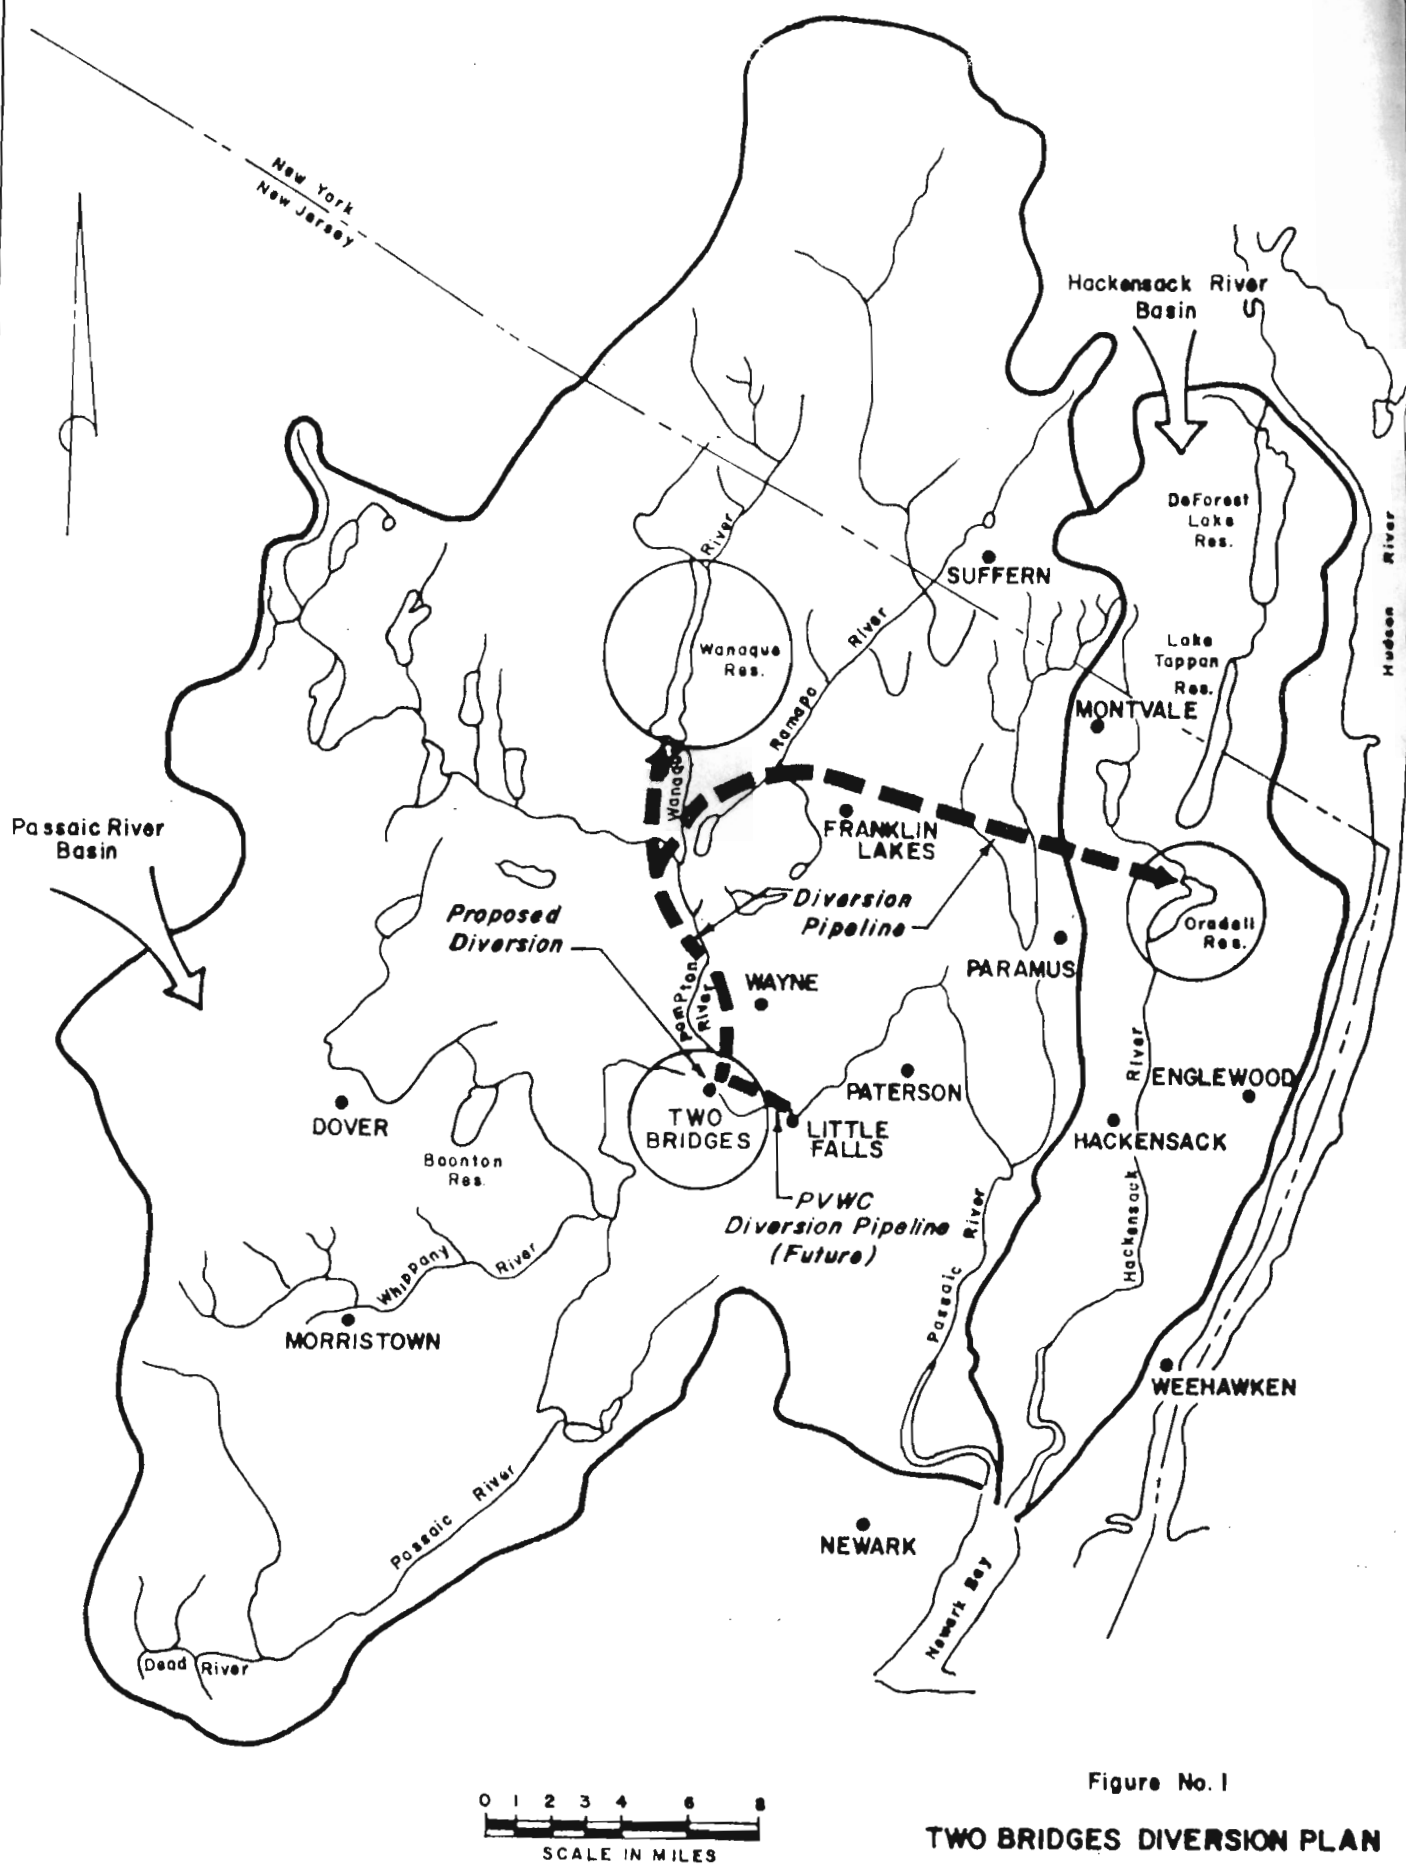 New York
New Jersey
Hackensack River
Basin
DeForest
Lake
Res.
Hudson River
River
SUFFERN
Wanaque
Res.
Lake
Tappan
Res.
Ramapo River
MONTVALE
Wanaque
Passaic River
Basin
FRANKLIN
LAKES
Proposed
Diversion
Diversion
Pipeline
Oradell
Res.
PARAMUS
WAYNE
Pompton
River
PATERSON
ENGLEWOOD
DOVER
TWO
BRIDGES
LITTLE
FALLS
HACKENSACK
Boonton
Res.
Hackensack River
PVWC
Diversion Pipeline
(Future)
Whippany River
Passaic River
MORRISTOWN
WEEHAWKEN
Passaic River
NEWARK
Newark Bay
Dead River
Figure No. 1
TWO BRIDGES DIVERSION PLAN
0 1 2 3 4 6 8
SCALE IN MILES